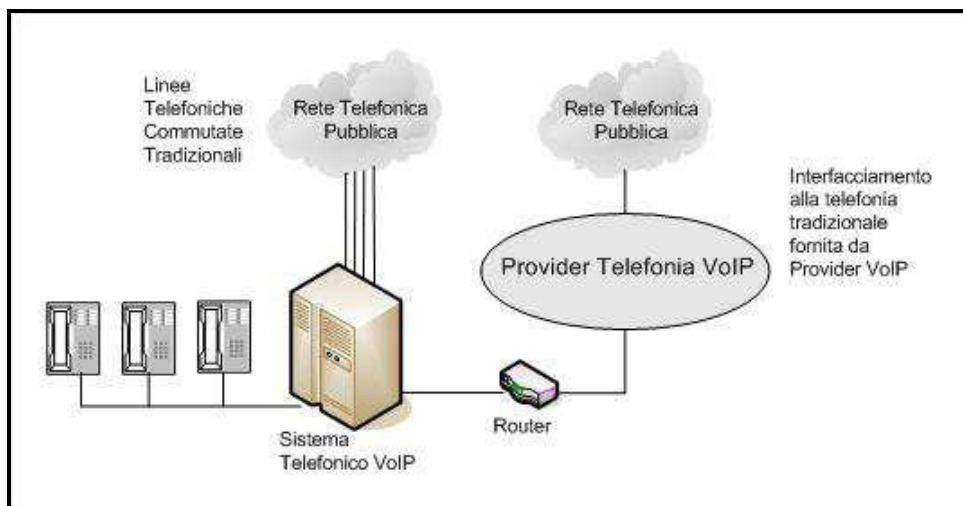 Linee
Telefoniche
Commutate
Tradizionali
Rete Telefonica
Pubblica
Rete Telefonica
Pubblica
Interfacciamento
alla telefonia
tradizionale
fornita da
Provider VoIP
Provider Telefonia VoIP
Router
Sistema
Telefonico VoIP